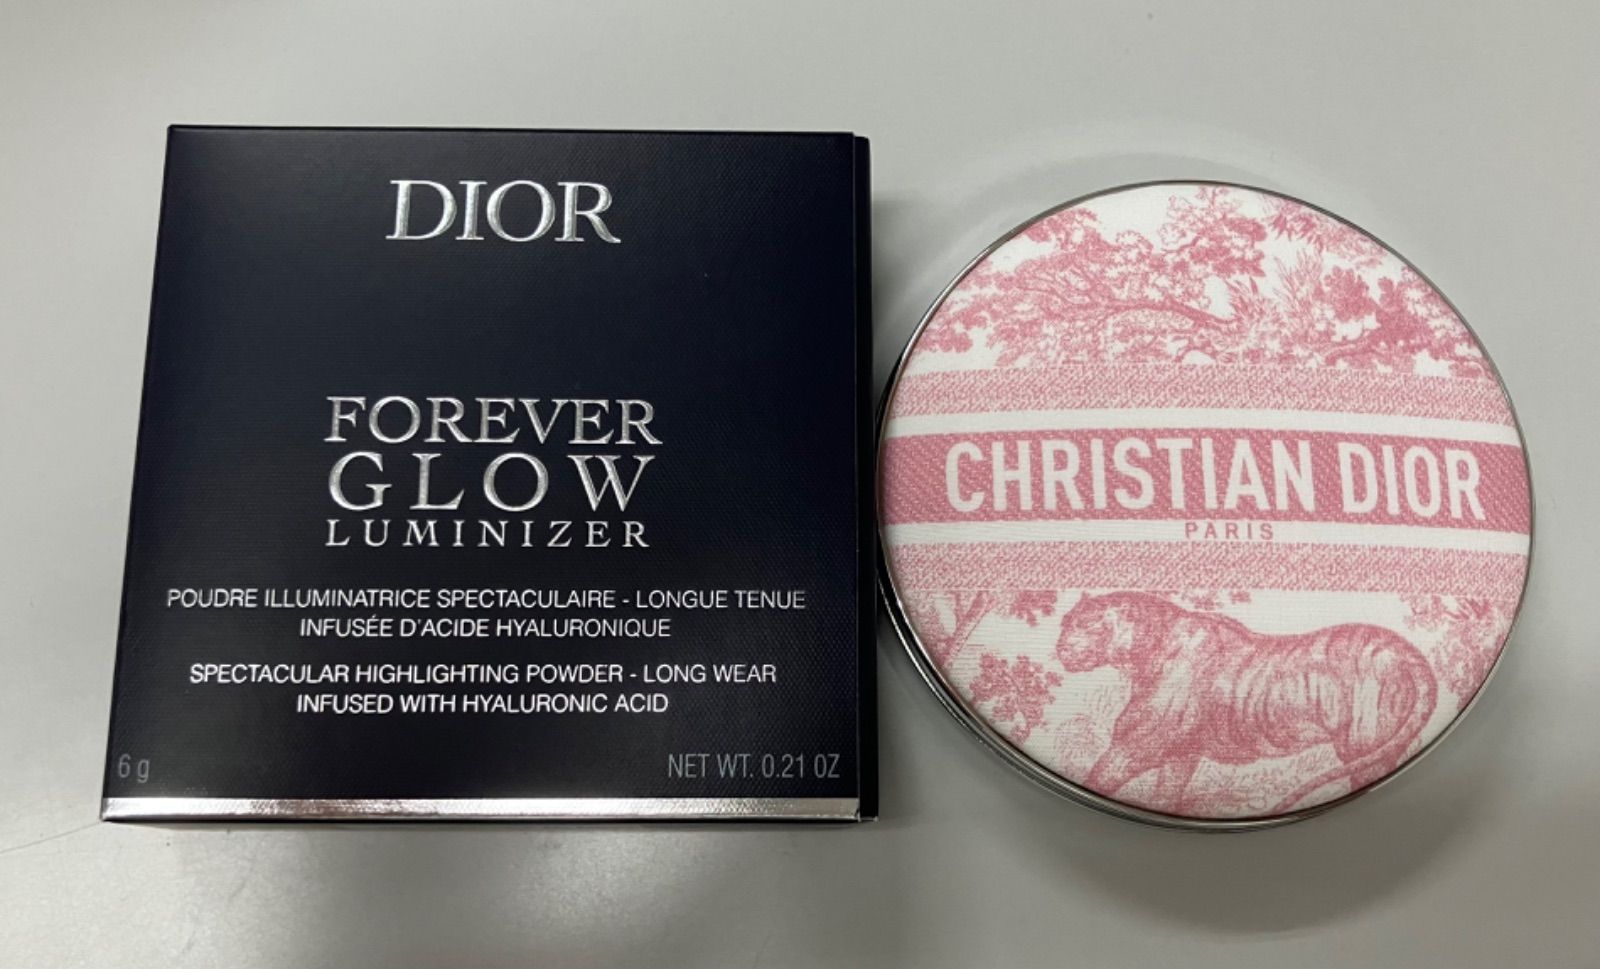 DIOR
FOREVER
GLOW
LUMINIZER
POUDRE ILLUMINATRICE SPECTACULAIRE - LONGUE TENUE
INFUSÉE D'ACIDE HYALURONIQUE
SPECTACULAR HIGHLIGHTING POWDER - LONG WEAR
INFUSED WITH HYALURONIC ACID
6 g
NET WT. 0.21 OZ
CHRISTIAN DIOR
PARIS